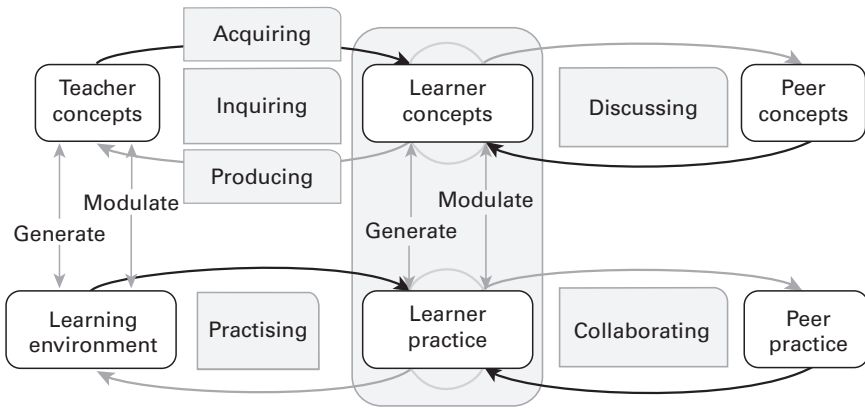 Acquiring
Teacher
concepts
Inquiring
Learner
concepts
Discussing
Peer
concepts
Producing
Modulate
Generate
Modulate
Generate
Learning
environment
Practising
Learner
practice
Collaborating
Peer
practice